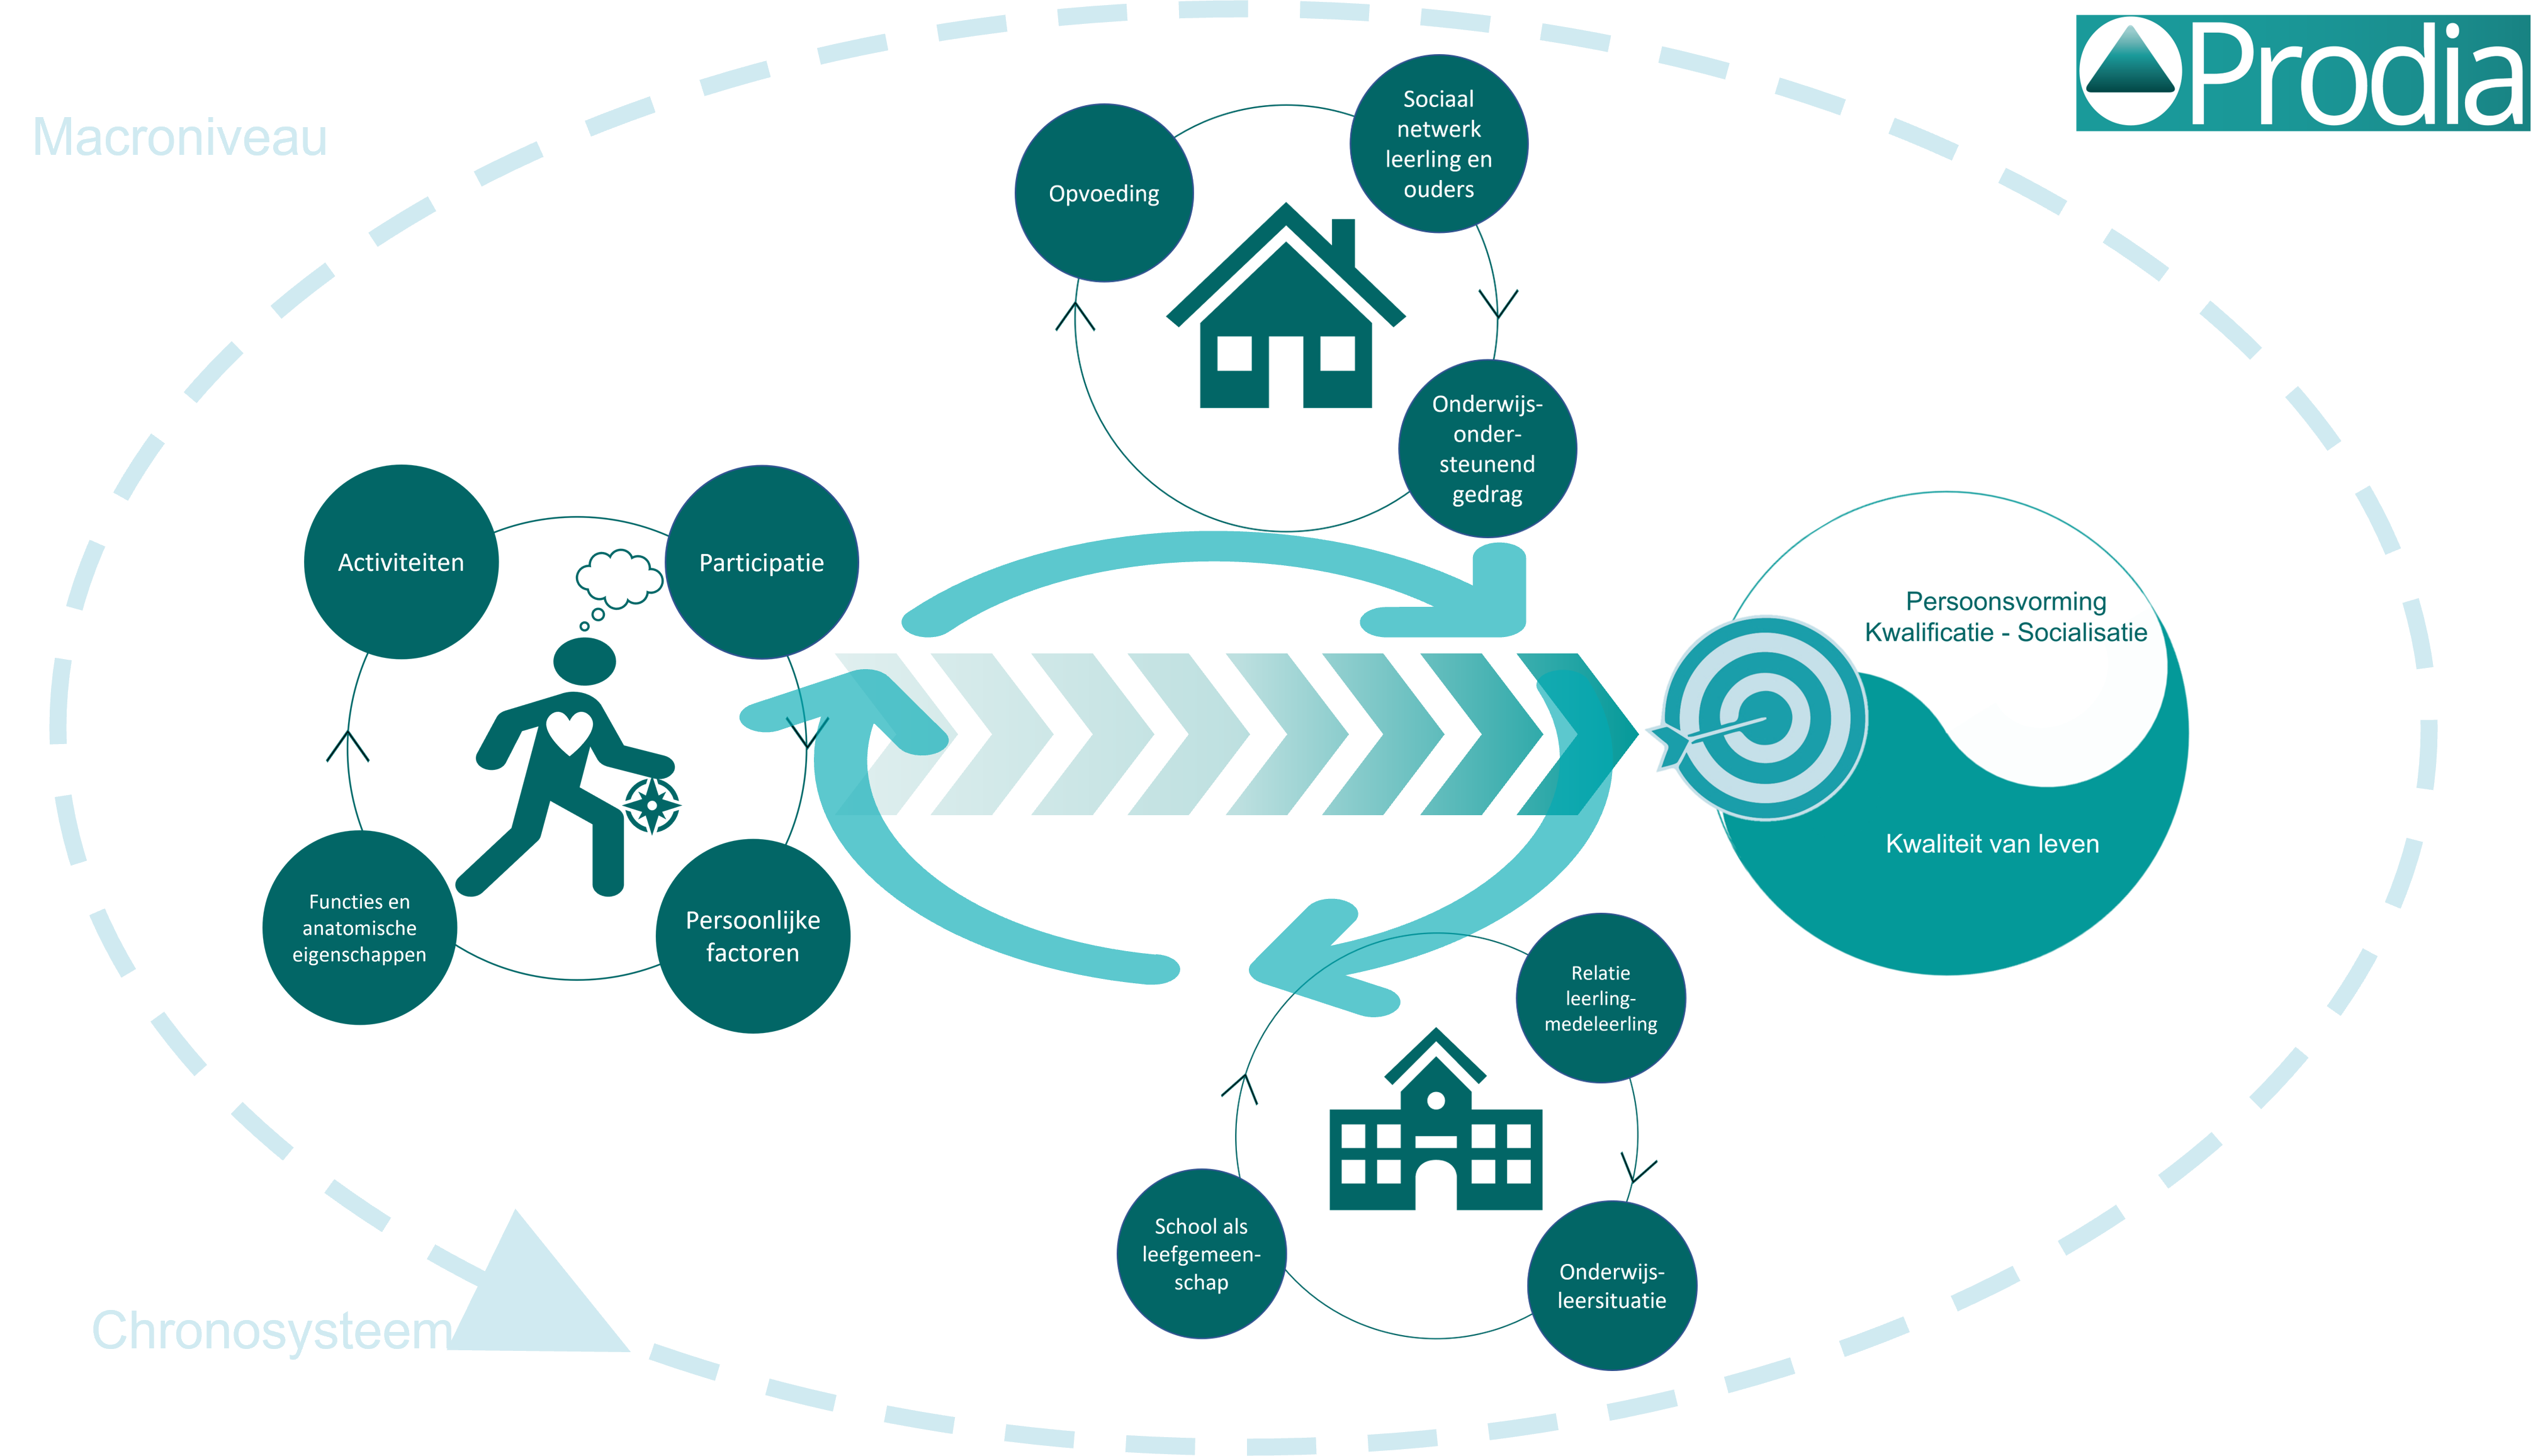 Prodia
Macroniveau
Sociaal
netwerk
leerling en
ouders
Opvoeding
Onderwijs-
onder-
steunend
gedrag
Activiteiten
Participatie
Functies en
anatomische
eigenschappen
Persoonlijke
factoren
Persoonsvorming
Kwalificatie - Socialisatie
Kwaliteit van leven
Relatie
leerling-
medeleerling
School als
leefgemeen-
schap
Onderwijs-
leersituatie
Chronosysteem